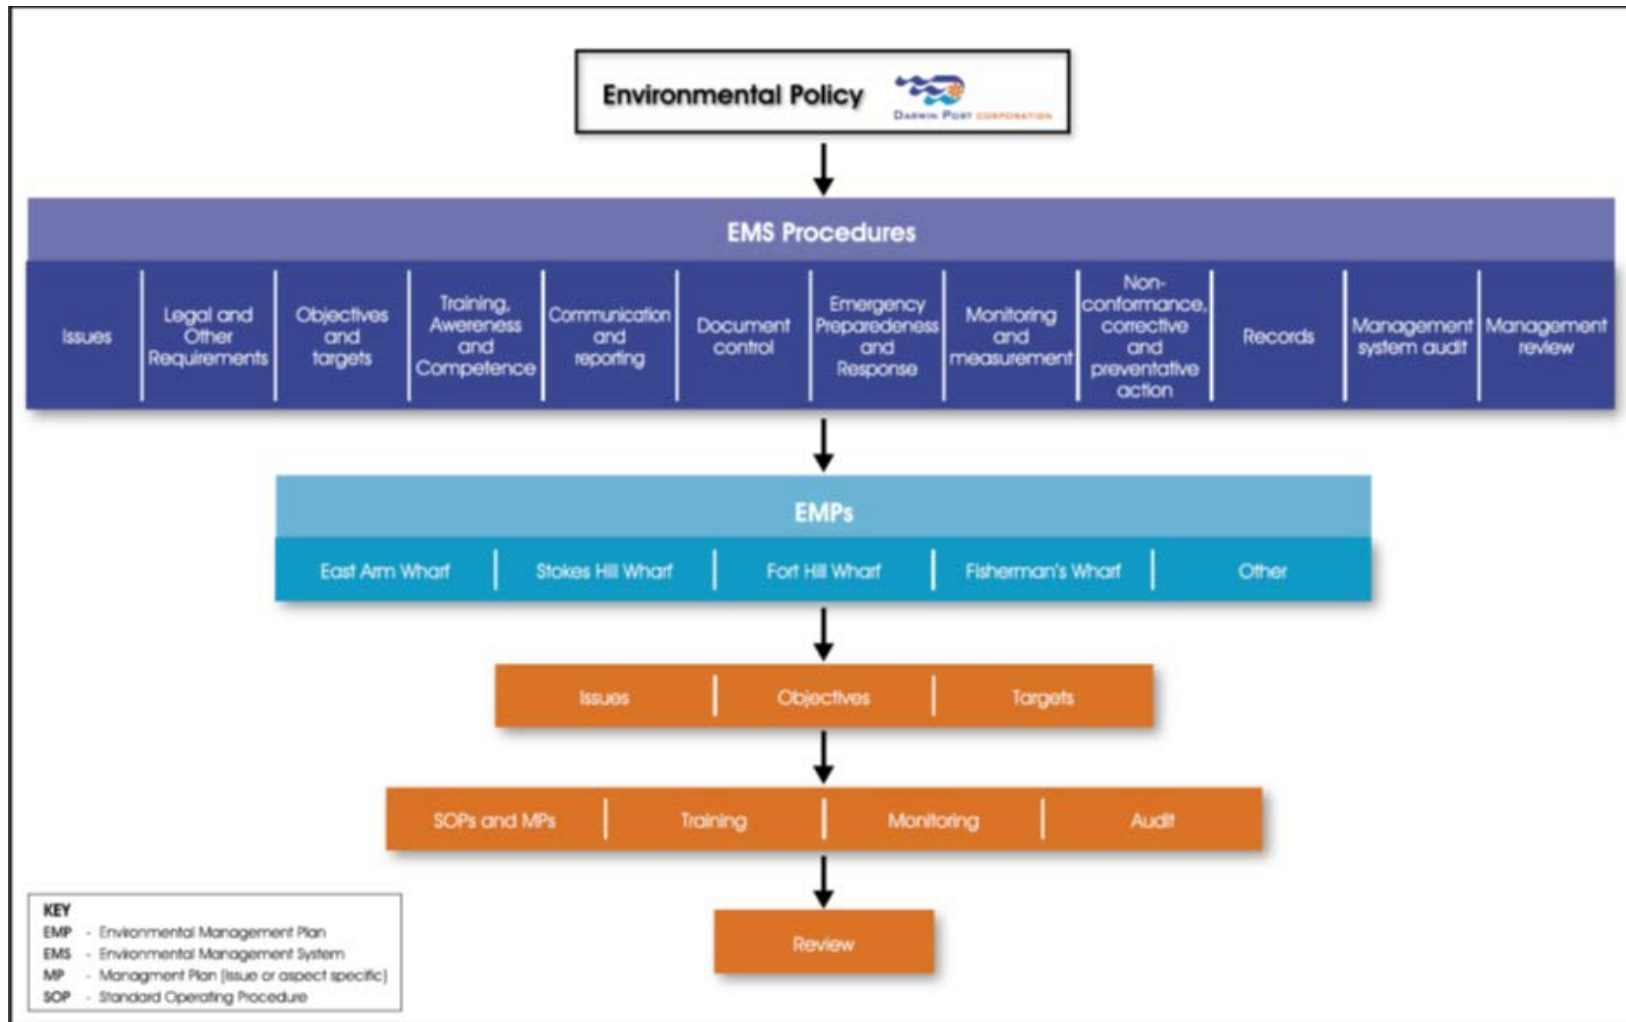 Environmental Policy
DARWIN PORT CORPORATION
EMS Procedures
Issues
Legal and
Other
Requirements
Objectives
and
targets
Training,
Awereness
and
Competence
Communication
and
reporting
Document
control
Emergency
Preparedeness
and
Response
Monitoring
and
measurement
Non-
conformance,
corrective
and
preventative
action
Records
Management
system audit
Management
review
EMPs
East Arm Wharf
Stokes Hill Wharf
Fort Hill Wharf
Fisherman's Wharf
Other
Issues
Objectives
Targets
SOPs and MPs
Training
Monitoring
Audit
Review
KEY
EMP - Environmental Management Plan
EMS - Environmental Management System
MP - Managment Plan (issue or aspect specific)
SOP - Standard Operating Procedure